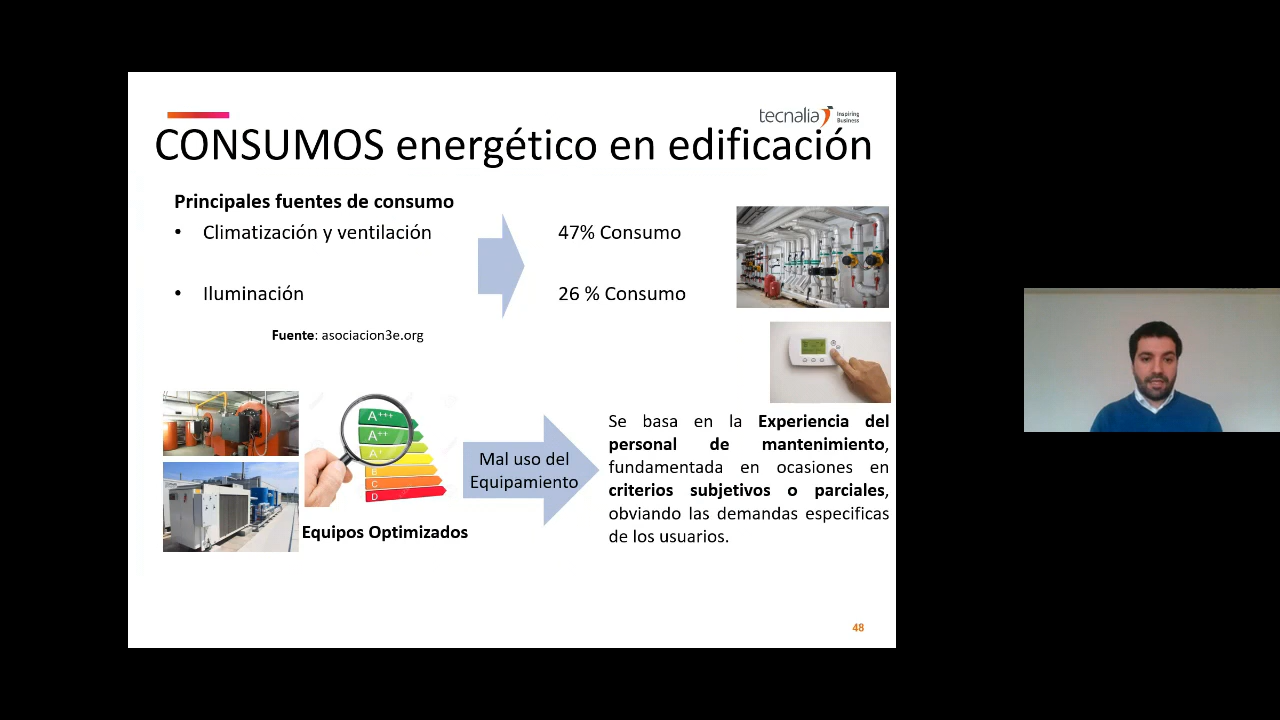 tecnalia Inspiring
Business
CONSUMOS energético en edificación
Principales fuentes de consumo
• Climatización y ventilación 47% Consumo
• Iluminación 26 % Consumo
Fuente: asociacion3e.org
A+++
A++
A+
B
C
D
Equipos Optimizados
Mal uso del
Equipamiento
Se basa en la Experiencia del
personal de mantenimiento,
fundamentada en ocasiones en
criterios subjetivos o parciales,
obviando las demandas especificas
de los usuarios.
48